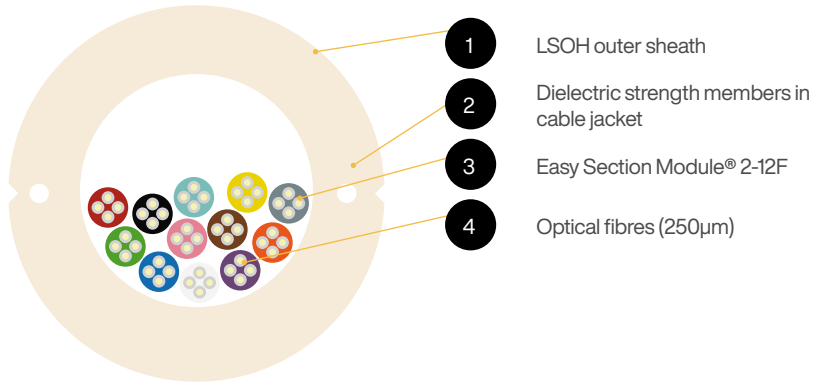 1
LSOH outer sheath
2
Dielectric strength members in
cable jacket
3
Easy Section Module® 2-12F
4
Optical fibres (250µm)